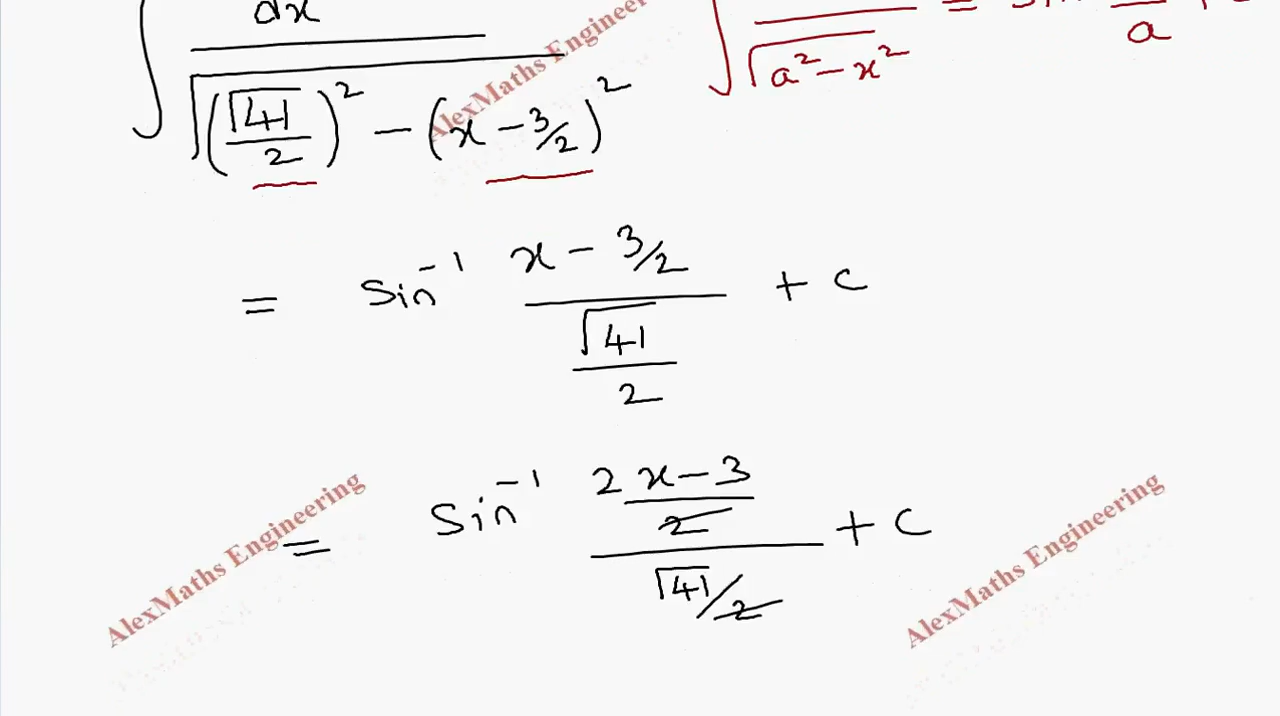 ∫ dx / √((√41/2)² − (x − 3/2)²)
∫ / √(a² − x²) = sin / a + c
= Sin⁻¹ (x − 3/2) / (√41/2) + C
= Sin⁻¹ ((2x − 3)/2) / (√41/2) + C
AlexMaths Engineering
AlexMaths Engineering
AlexMaths Engineering